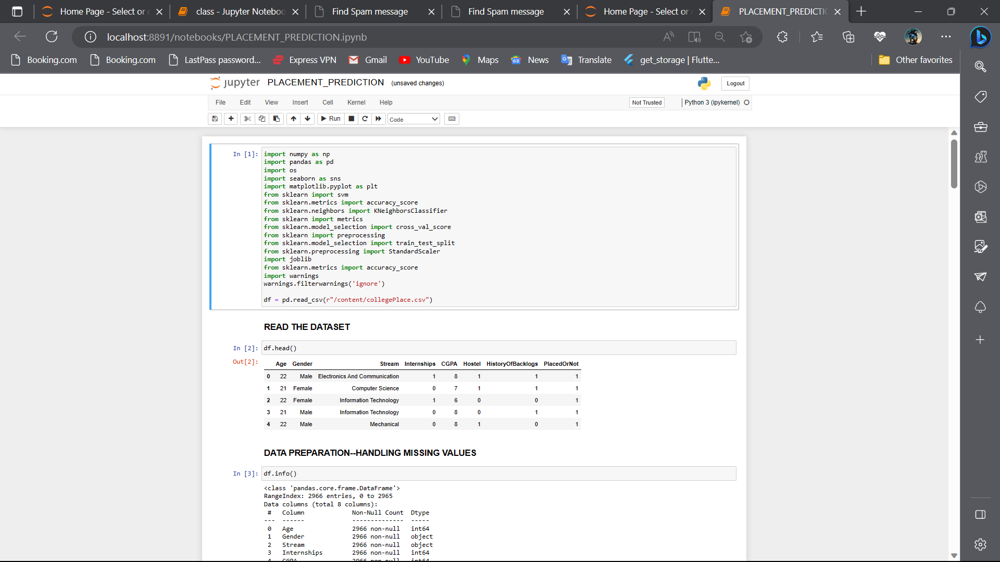 Home Page - Select or
class - Jupyter Noteboo
Find Spam message
Find Spam message
Home Page - Select or
PLACEMENT_PREDICTI
localhost:8891/notebooks/PLACEMENT_PREDICTION.ipynb
Booking.com
Booking.com
LastPass password...
Express VPN
Gmail
YouTube
Maps
News
Translate
get_storage | Flutte...
Other favorites
jupyter PLACEMENT_PREDICTION (unsaved changes)
Logout
File Edit View Insert Cell Kernel Help
Not Trusted
Python 3 (ipykernel)
Run
Code
In [1]:
import numpy as np
import pandas as pd
import os
import seaborn as sns
import matplotlib.pyplot as plt
from sklearn import svm
from sklearn.metrics import accuracy_score
from sklearn.neighbors import KNeighborsClassifier
from sklearn import metrics
from sklearn.model_selection import cross_val_score
from sklearn import preprocessing
from sklearn.model_selection import train_test_split
from sklearn.preprocessing import StandardScaler
import joblib
from sklearn.metrics import accuracy_score
import warnings
warnings.filterwarnings('ignore')
df = pd.read_csv(r"/content/collegePlace.csv")
READ THE DATASET
In [2]: df.head()
Out[2]:
Age Gender Stream Internships CGPA Hostel HistoryOfBacklogs PlacedOrNot
0 22 Male Electronics And Communication 1 8 1 1 1
1 21 Female Computer Science 0 7 1 1 1
2 22 Female Information Technology 1 6 0 0 1
3 21 Male Information Technology 0 8 0 1 1
4 22 Male Mechanical 0 8 1 0 1
DATA PREPARATION--HANDLING MISSING VALUES
In [3]: df.info()
<class 'pandas.core.frame.DataFrame'>
RangeIndex: 2966 entries, 0 to 2965
Data columns (total 8 columns):
# Column Non-Null Count Dtype
--- ------ -------------- -----
0 Age 2966 non-null int64
1 Gender 2966 non-null object
2 Stream 2966 non-null object
3 Internships 2966 non-null int64
4 CGPA 2966 non-null int64